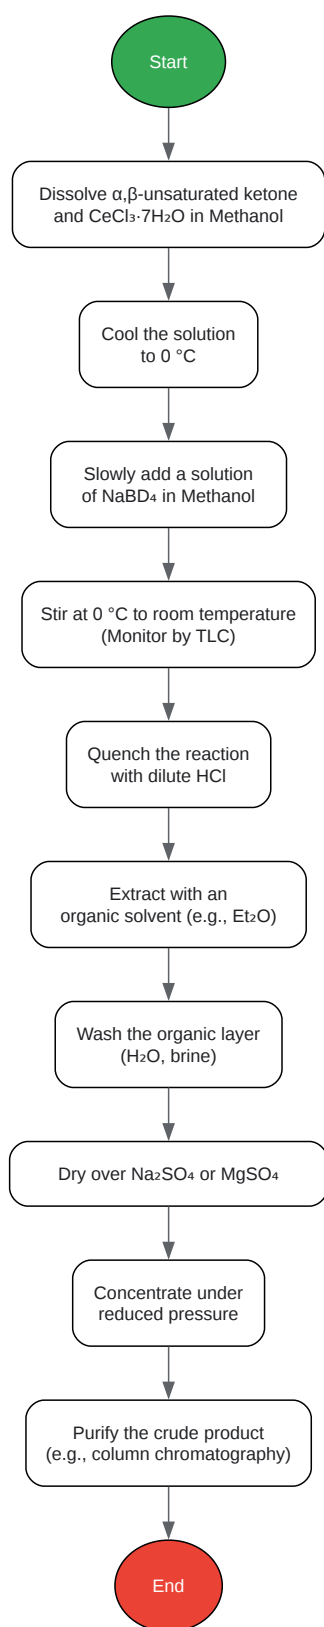 Start
Dissolve α,β-unsaturated ketone
and CeCl₃·7H₂O in Methanol
Cool the solution
to 0 °C
Slowly add a solution
of NaBD₄ in Methanol
Stir at 0 °C to room temperature
(Monitor by TLC)
Quench the reaction
with dilute HCl
Extract with an
organic solvent (e.g., Et₂O)
Wash the organic layer
(H₂O, brine)
Dry over Na₂SO₄ or MgSO₄
Concentrate under
reduced pressure
Purify the crude product
(e.g., column chromatography)
End